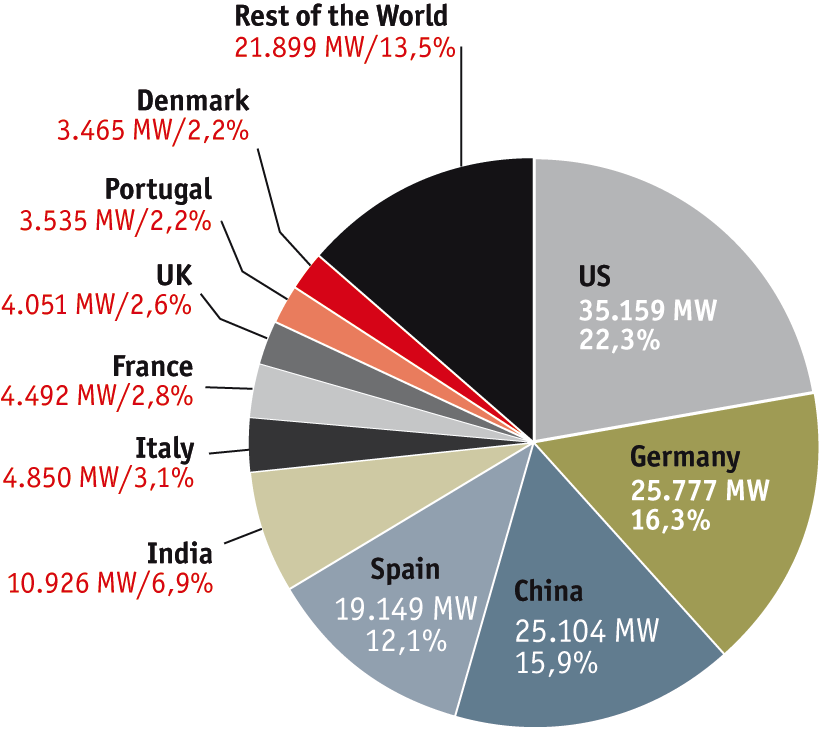 Rest of the World
21.899 MW/13,5%
Denmark
3.465 MW/2,2%
Portugal
3.535 MW/2,2%
UK
4.051 MW/2,6%
France
4.492 MW/2,8%
Italy
4.850 MW/3,1%
India
10.926 MW/6,9%
Spain
19.149 MW
12,1%
China
25.104 MW
15,9%
Germany
25.777 MW
16,3%
US
35.159 MW
22,3%